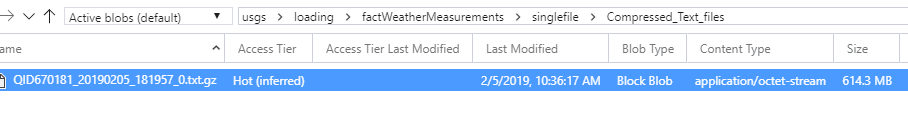 Active blobs (default) ▼ usgs > loading > factWeatherMeasurements > singlefile > Compressed_Text_files
ame Access Tier Access Tier Last Modified Last Modified Blob Type Content Type Size
QID670181_20190205_181957_0.txt.gz Hot (inferred) 2/5/2019, 10:36:17 AM Block Blob application/octet-stream 614.3 MB